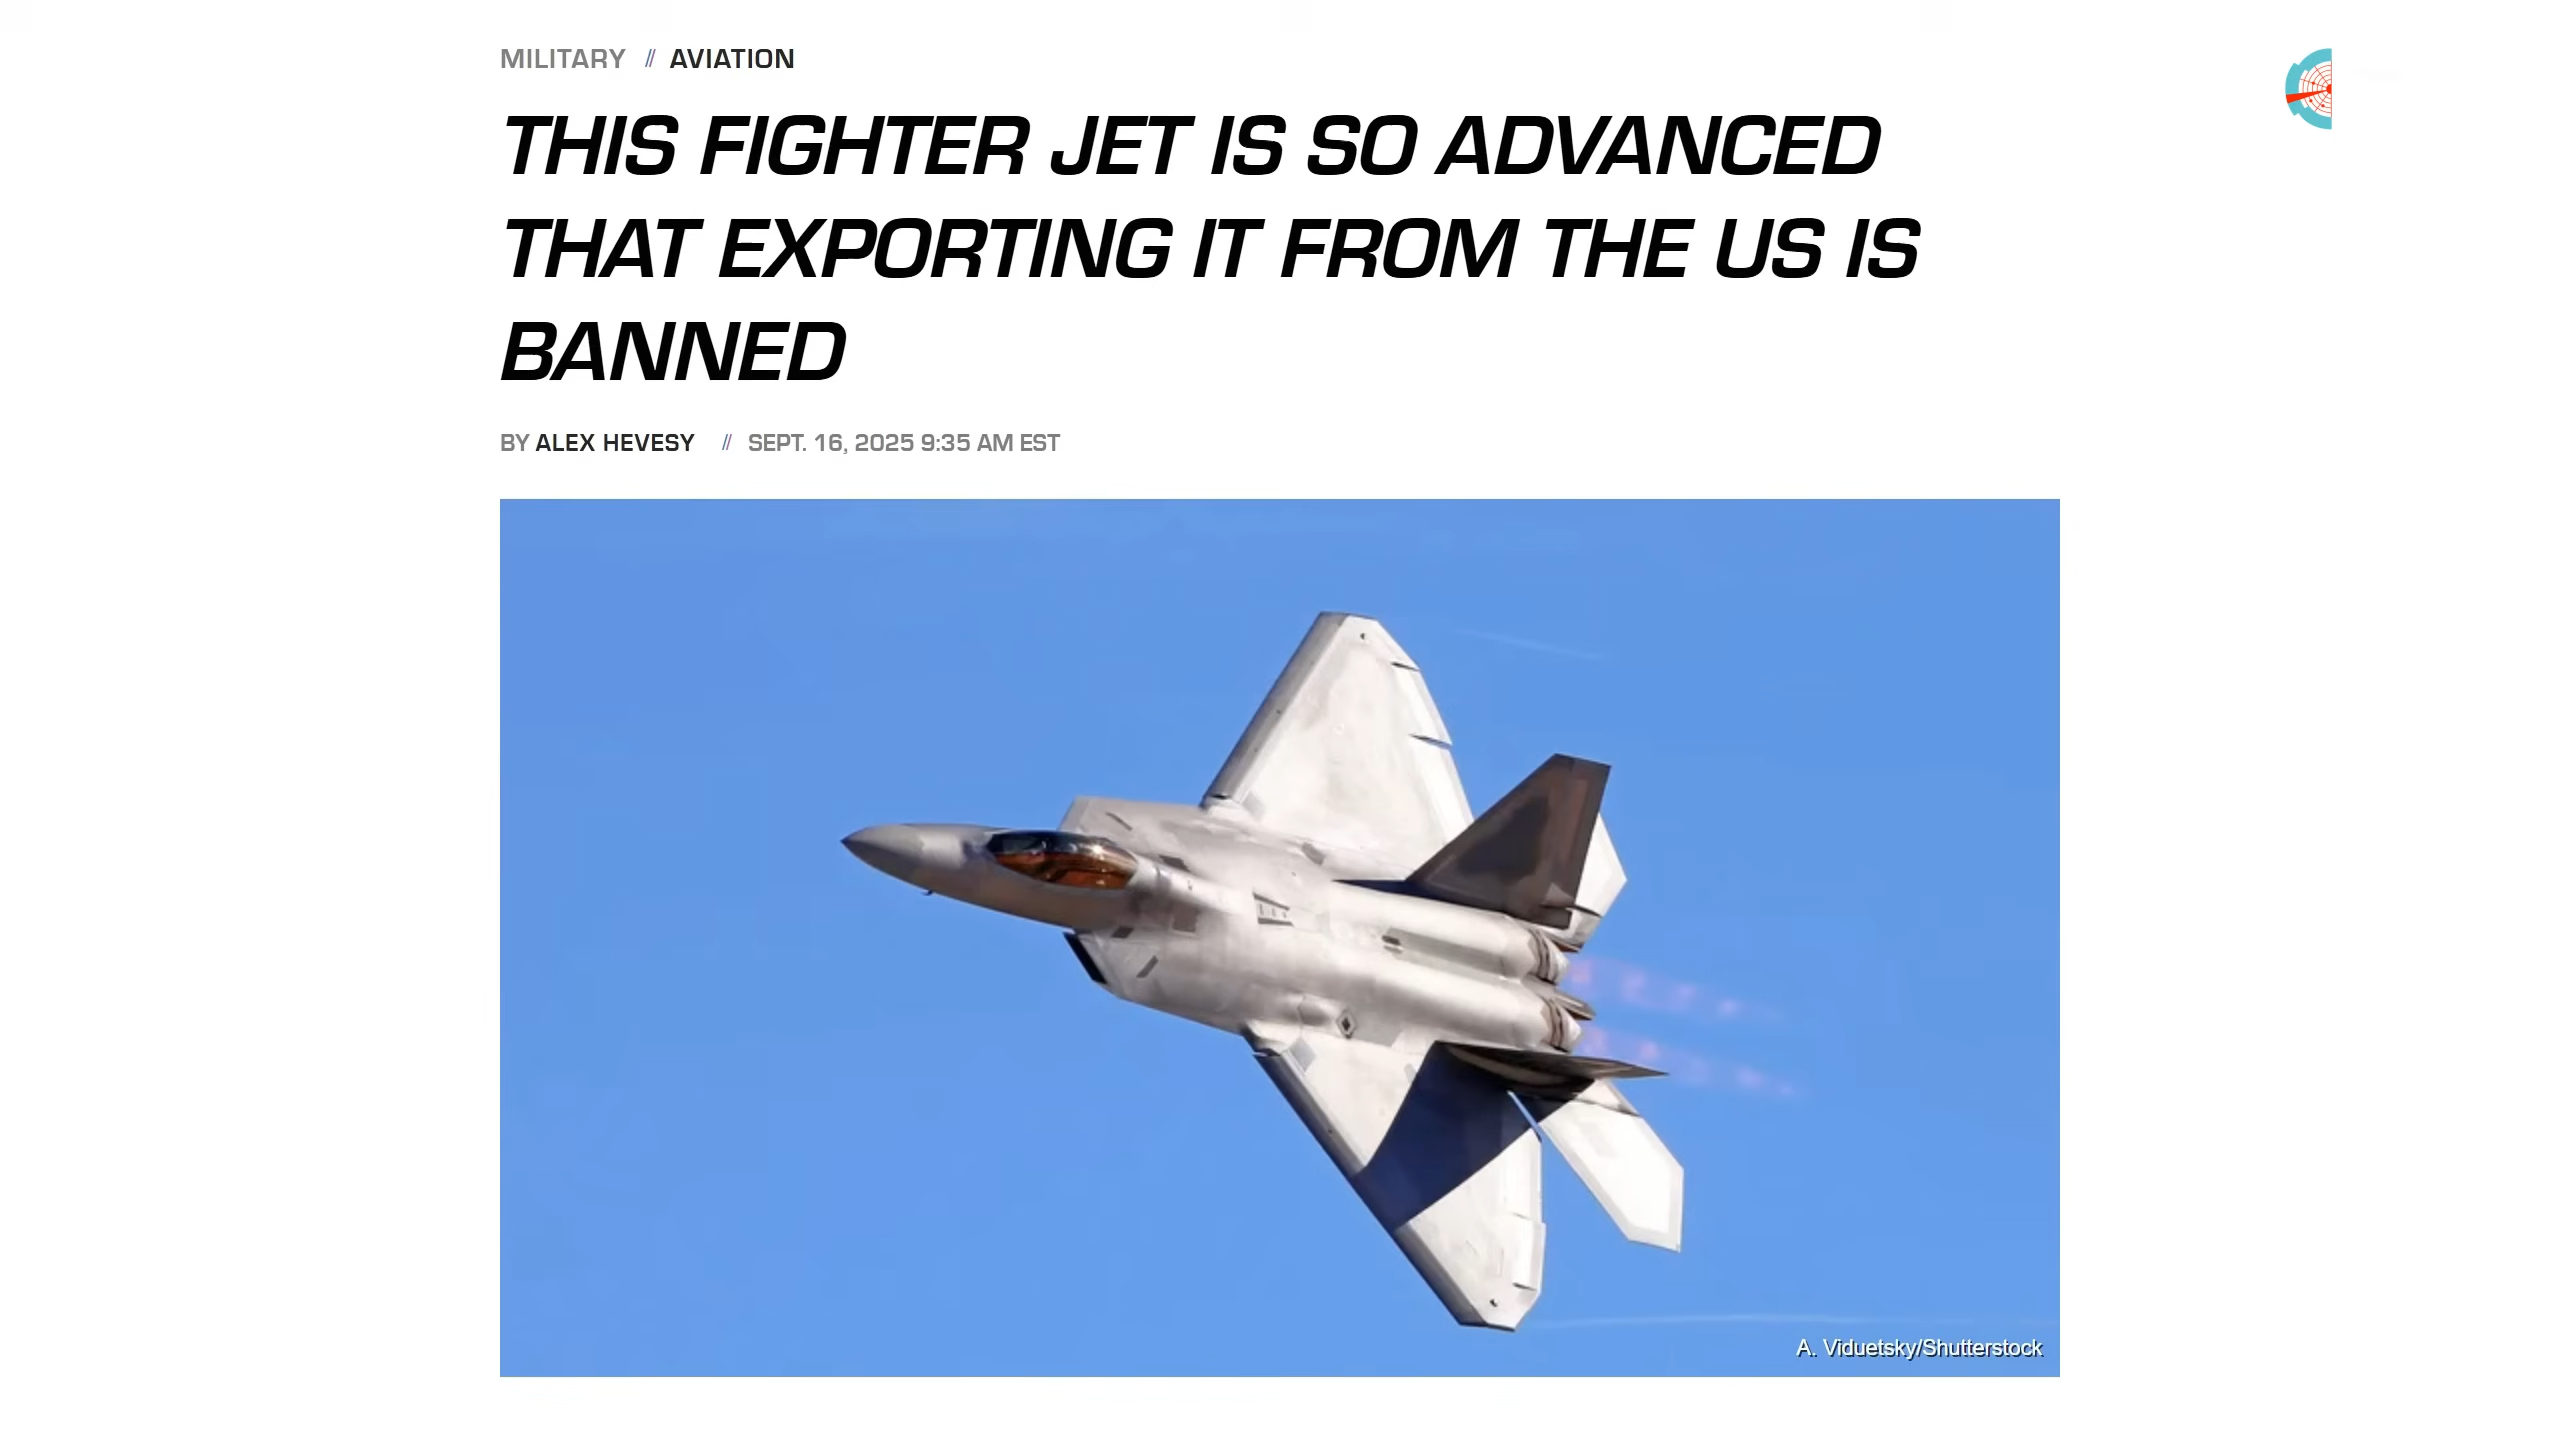 MILITARY // AVIATION
THIS FIGHTER JET IS SO ADVANCED
THAT EXPORTING IT FROM THE US IS
BANNED
BY ALEX HEVESY // SEPT. 16, 2025 9:35 AM EST
A. Viduetsky/Shutterstock